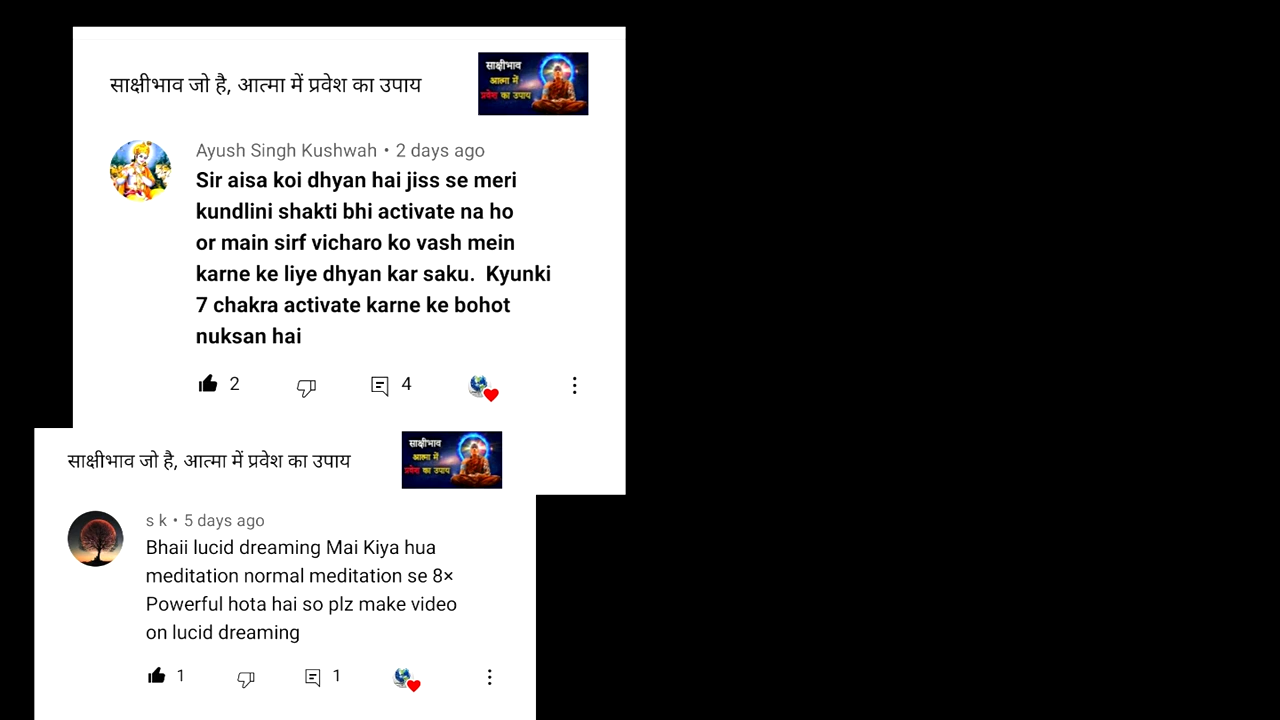 साक्षीभाव जो है, आत्मा में प्रवेश का उपाय
साक्षीभाव
आत्मा में
प्रवेश का उपाय
Ayush Singh Kushwah • 2 days ago
Sir aisa koi dhyan hai jiss se meri
kundlini shakti bhi activate na ho
or main sirf vicharo ko vash mein
karne ke liye dhyan kar saku.  Kyunki
7 chakra activate karne ke bohot
nuksan hai
2
4
साक्षीभाव जो है, आत्मा में प्रवेश का उपाय
साक्षीभाव
आत्मा में
प्रवेश का उपाय
s k • 5 days ago
Bhaii lucid dreaming Mai Kiya hua
meditation normal meditation se 8×
Powerful hota hai so plz make video
on lucid dreaming
1
1